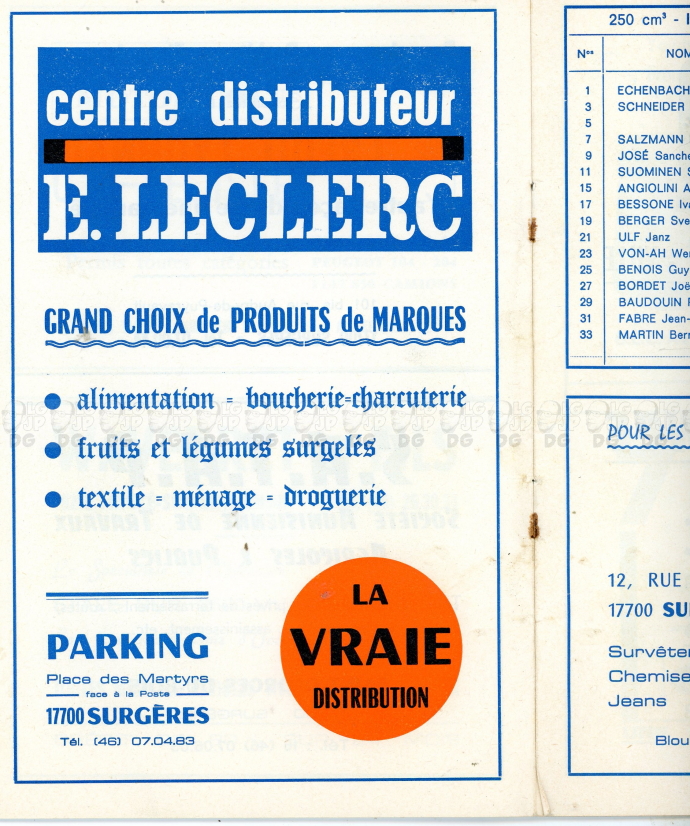 centre distributeur
E. LECLERC
GRAND CHOIX de PRODUITS de MARQUES
● alimentation - boucherie-charcuterie
● fruits et légumes surgelés
● textile - ménage - droguerie
PARKING
Place des Martyrs
face à la Poste
17700 SURGÈRES
Tél. (46) 07.04.83
LA
VRAIE
DISTRIBUTION
250 cm³ -
Nos
1 ECHENBACH
3 SCHNEIDER
5
7 SALZMANN
9 JOSÉ
11 SUOMINEN
15 ANGIOLINI
17 BESSONE
19 BERGER
21 ULF Janz
23 VON-AH
25 BENOIS Guy
27 BORDET
29 BAUDOUIN
31 FABRE
33 MARTIN
POUR LES
12, RUE
17700
Jeans